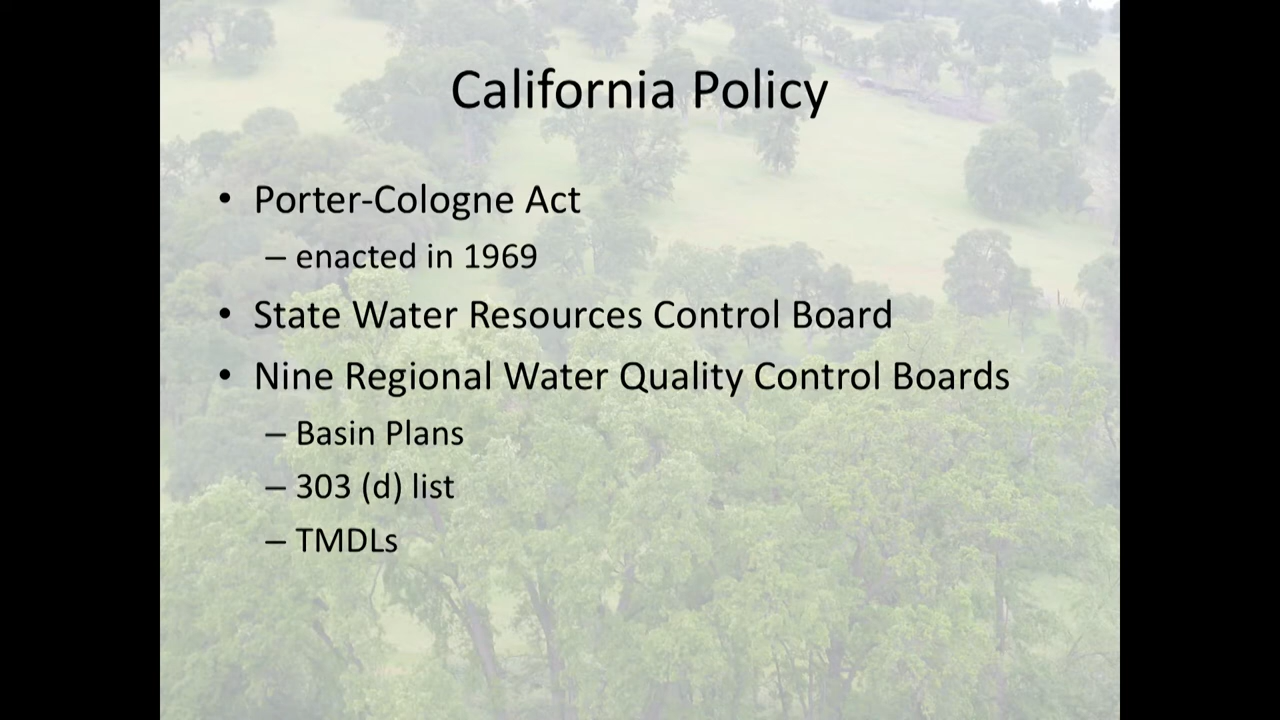 California Policy
• Porter-Cologne Act
– enacted in 1969
• State Water Resources Control Board
• Nine Regional Water Quality Control Boards
– Basin Plans
– 303 (d) list
– TMDLs